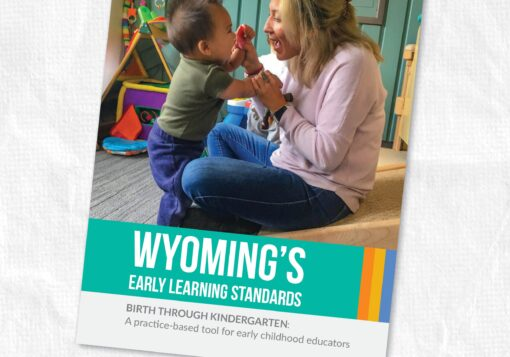 WYOMING'S
EARLY LEARNING STANDARDS
BIRTH THROUGH KINDERGARTEN:
A practice-based tool for early childhood educators